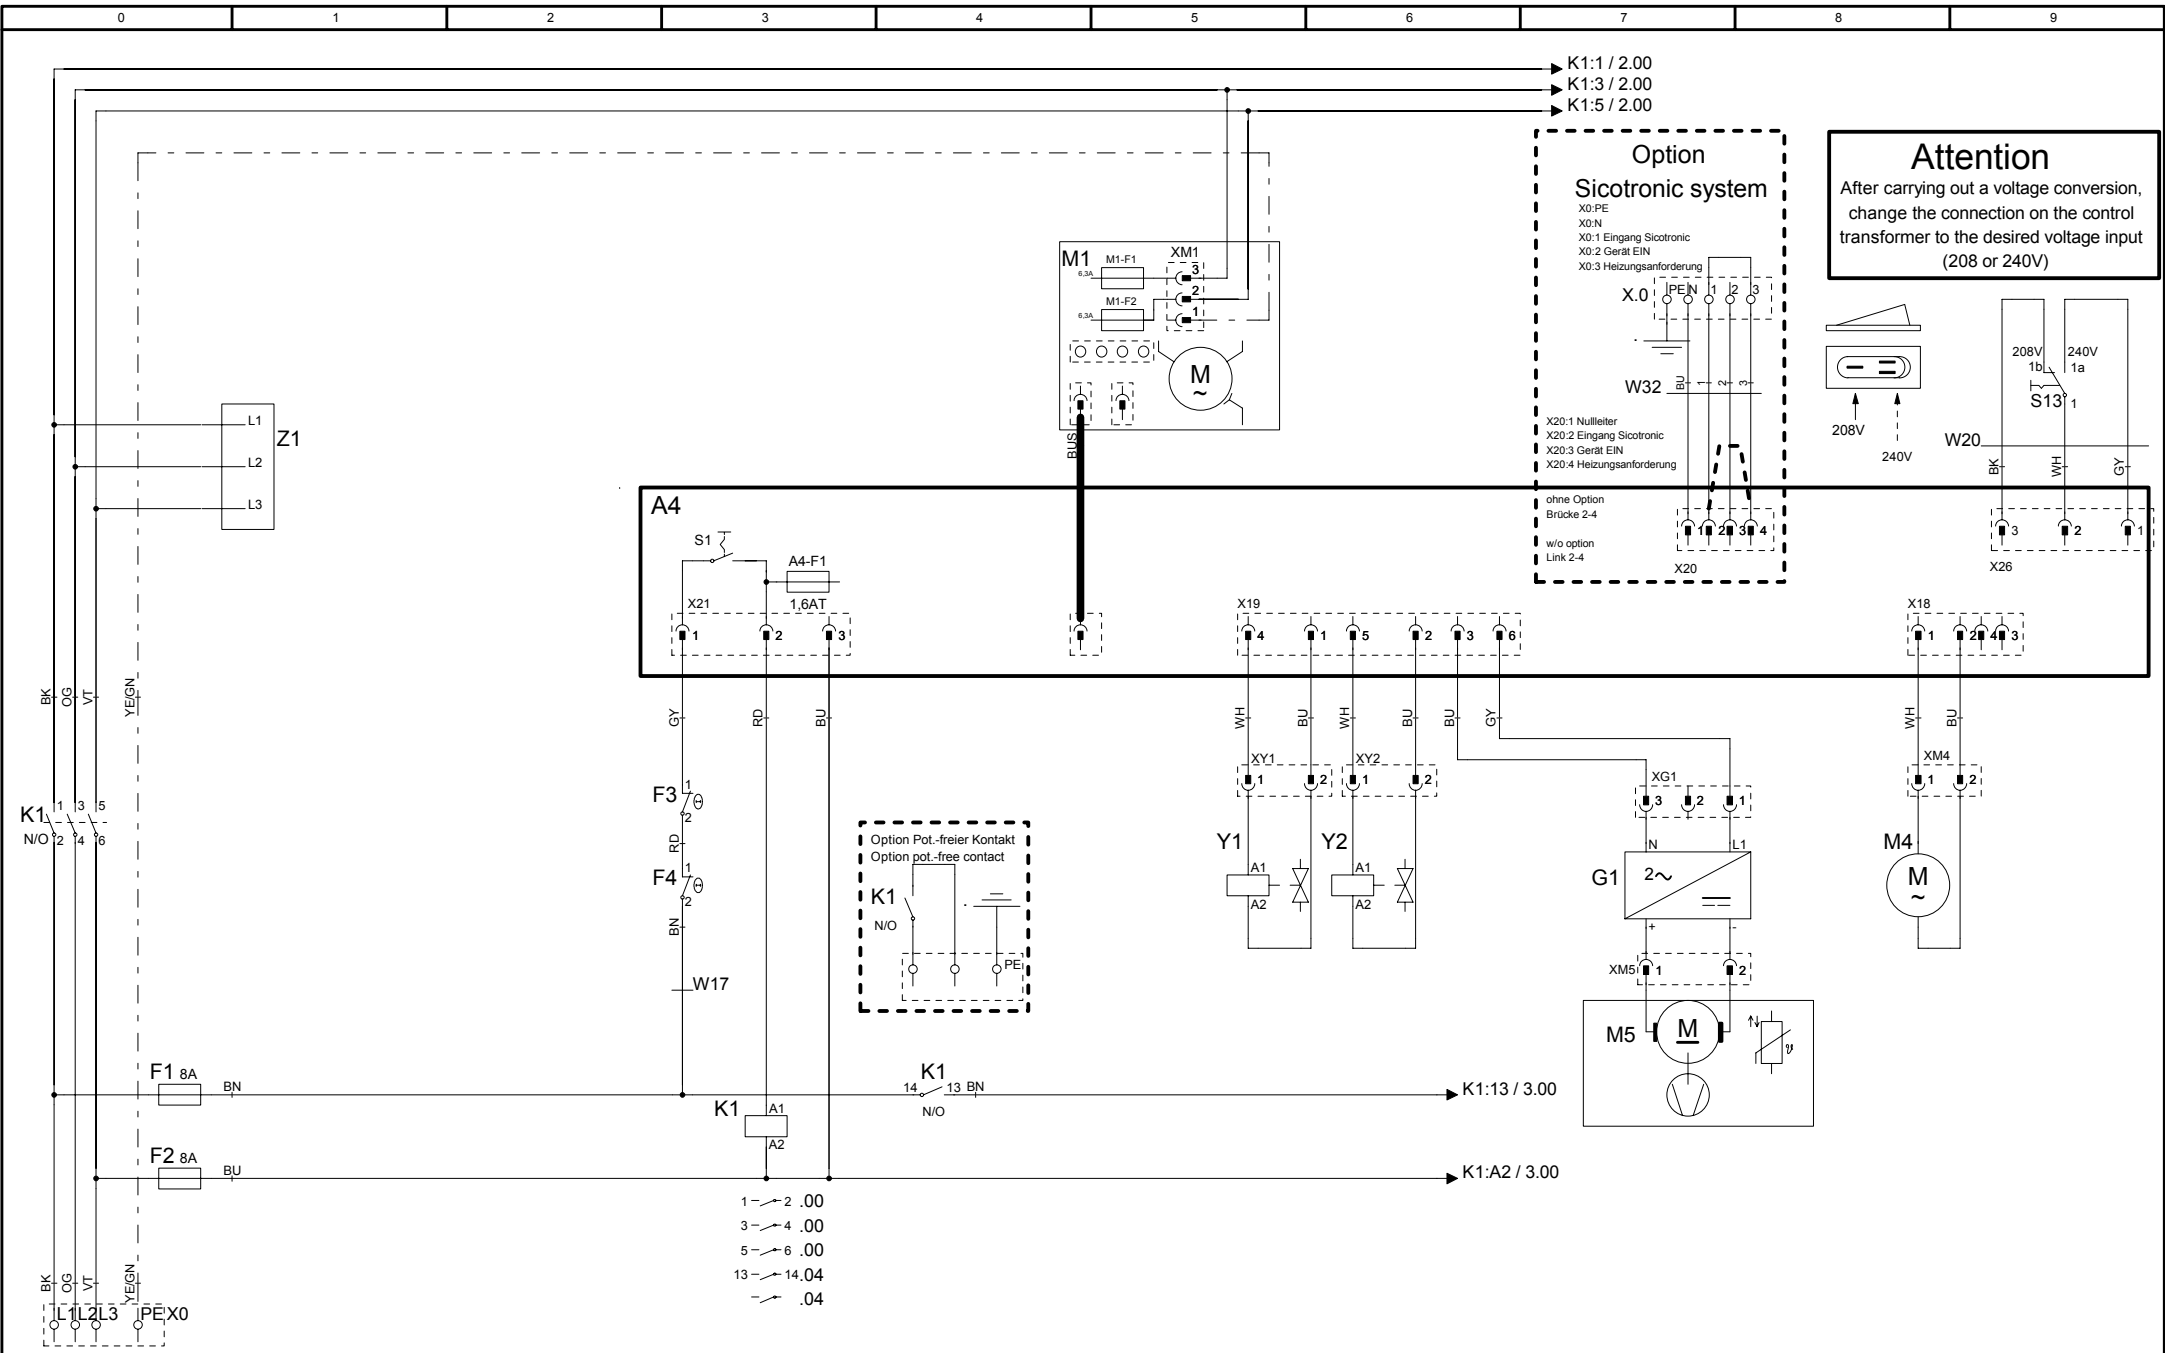 0 1 2 3 4 5 6 7 8 9
K1:1 / 2.00
K1:3 / 2.00
K1:5 / 2.00
Option
Sicotronic system
X0:PE
X0:N
X0:1 Eingang Sicotronic
X0:2 Gerät EIN
X0:3 Heizungsanforderung
X.0 PE N 1 2 3
W32 BU 1 2 3
X20:1 Nullleiter
X20:2 Eingang Sicotronic
X20:3 Gerät EIN
X20:4 Heizungsanforderung
ohne Option
Brücke 2-4
w/o option
Link 2-4
1 2 3 4
X20
Attention
After carrying out a voltage conversion,
change the connection on the control
transformer to the desired voltage input
(208 or 240V)
208V
240V
208V 240V
1b 1a
S13 1
W20
BK WH GY
3 2 1
X26
M1 M1-F1 XM1
6,3A 3
M1-F2 2
6,3A 1
M
~
BUS
L1
Z1
L2
L3
A4
S1
A4-F1
1,6AT
X21
1 2 3
X19
4 1 5 2 3 6
X18
1 2 4 3
BK OG VT YE/GN
GY RD BU
WH BU WH BU BU GY
WH BU
XY1
1 2
XY2
1 2
XG1
3 2 1
XM4
1 2
K1 1 3 5
N/O 2 4 6
F3 1
2
RD
F4 1
2
BN
W17
Option Pot.-freier Kontakt
Option pot.-free contact
K1
N/O
PE
Y1 A1
A2
Y2 A1
A2
N L1
G1 2~
+ -
XM5 1 2
M5 M
ϑ
M4
M
~
F1 8A BN
K1
14 13 BN
N/O
K1:13 / 3.00
K1 A1
A2
F2 8A BU
K1:A2 / 3.00
1 2 .00
3 4 .00
5 6 .00
13 14 .04
.04
BK OG VT YE/GN
L1 L2 L3 PE X0